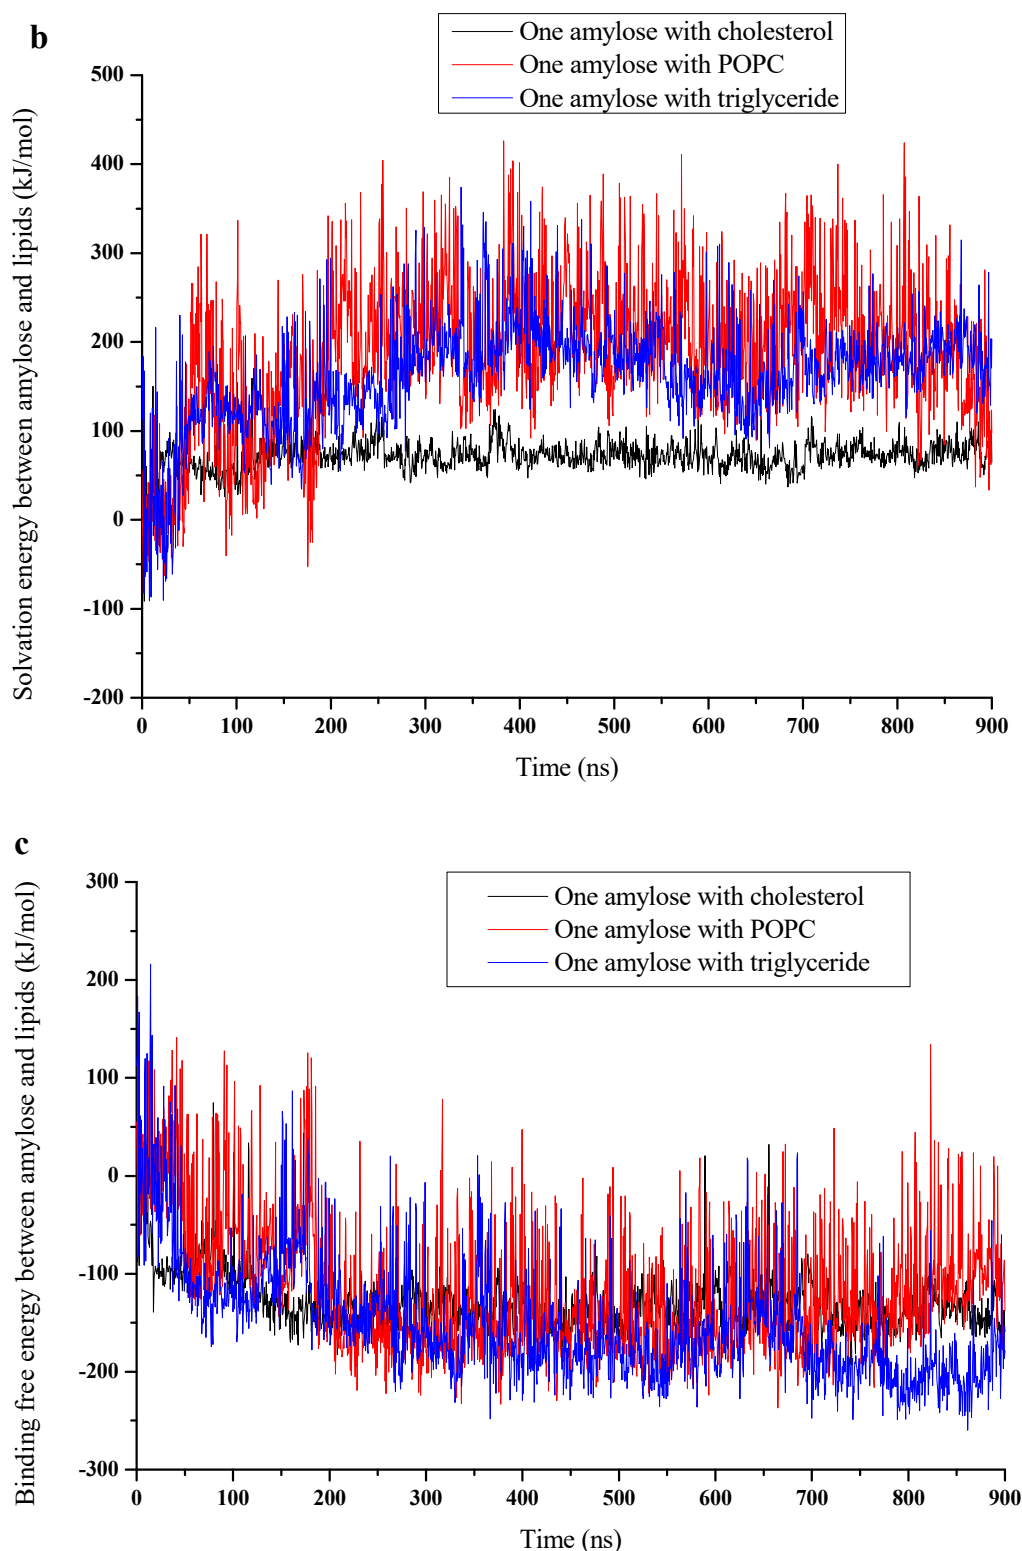 b
One amylose with cholesterol
One amylose with POPC
One amylose with triglyceride
Solvation energy between amylose and lipids (kJ/mol)
500
400
300
200
100
0
-100
-200
0 100 200 300 400 500 600 700 800 900
Time (ns)
c
One amylose with cholesterol
One amylose with POPC
One amylose with triglyceride
Binding free energy between amylose and lipids (kJ/mol)
300
200
100
0
-100
-200
-300
0 100 200 300 400 500 600 700 800 900
Time (ns)